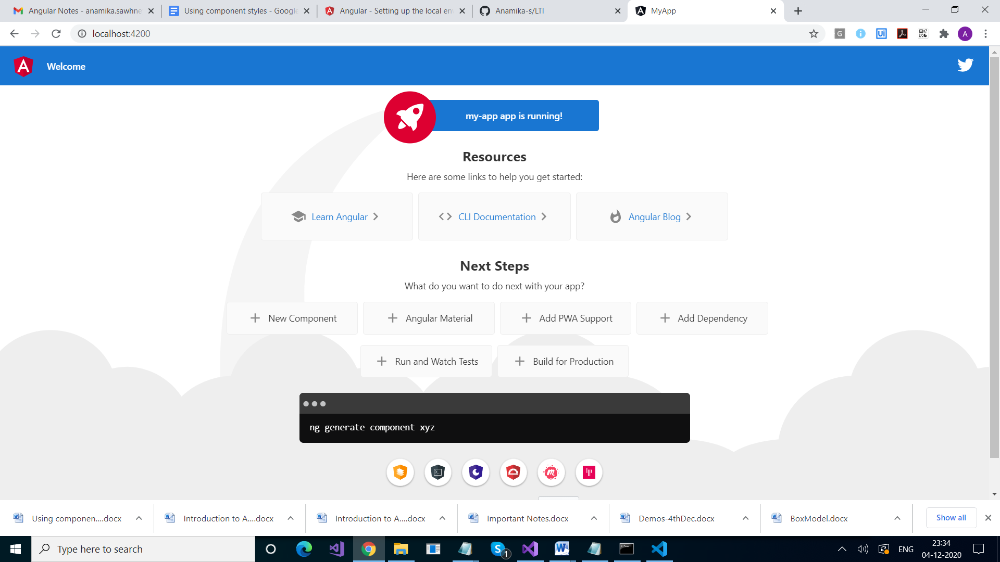 Angular Notes - anamika.sawhne
Using component styles - Google
Angular - Setting up the local env
Anamika-s/LTI
MyApp
localhost:4200
Welcome
my-app app is running!
Resources
Here are some links to help you get started:
Learn Angular
CLI Documentation
Angular Blog
Next Steps
What do you want to do next with your app?
New Component
Angular Material
Add PWA Support
Add Dependency
Run and Watch Tests
Build for Production
ng generate component xyz
Using componen....docx
Introduction to A....docx
Introduction to A....docx
Important Notes.docx
Demos-4thDec.docx
BoxModel.docx
Show all
Type here to search
1
ENG
23:34
04-12-2020